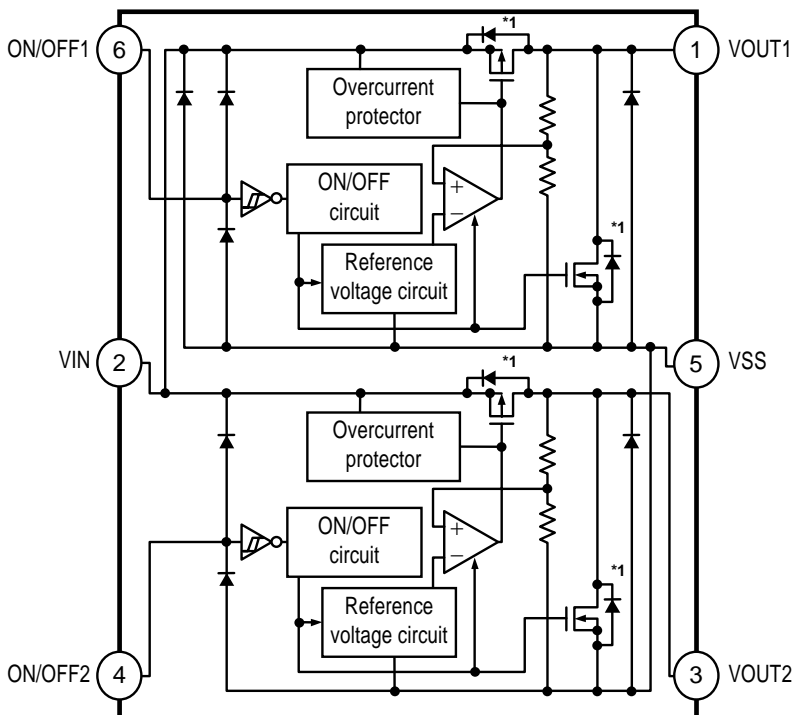 ON/OFF1
6
*1
1
VOUT1
Overcurrent
protector
ON/OFF
circuit
+
−
*1
Reference
voltage circuit
VIN
2
5
VSS
*1
Overcurrent
protector
ON/OFF
circuit
+
−
*1
Reference
voltage circuit
ON/OFF2
4
3
VOUT2